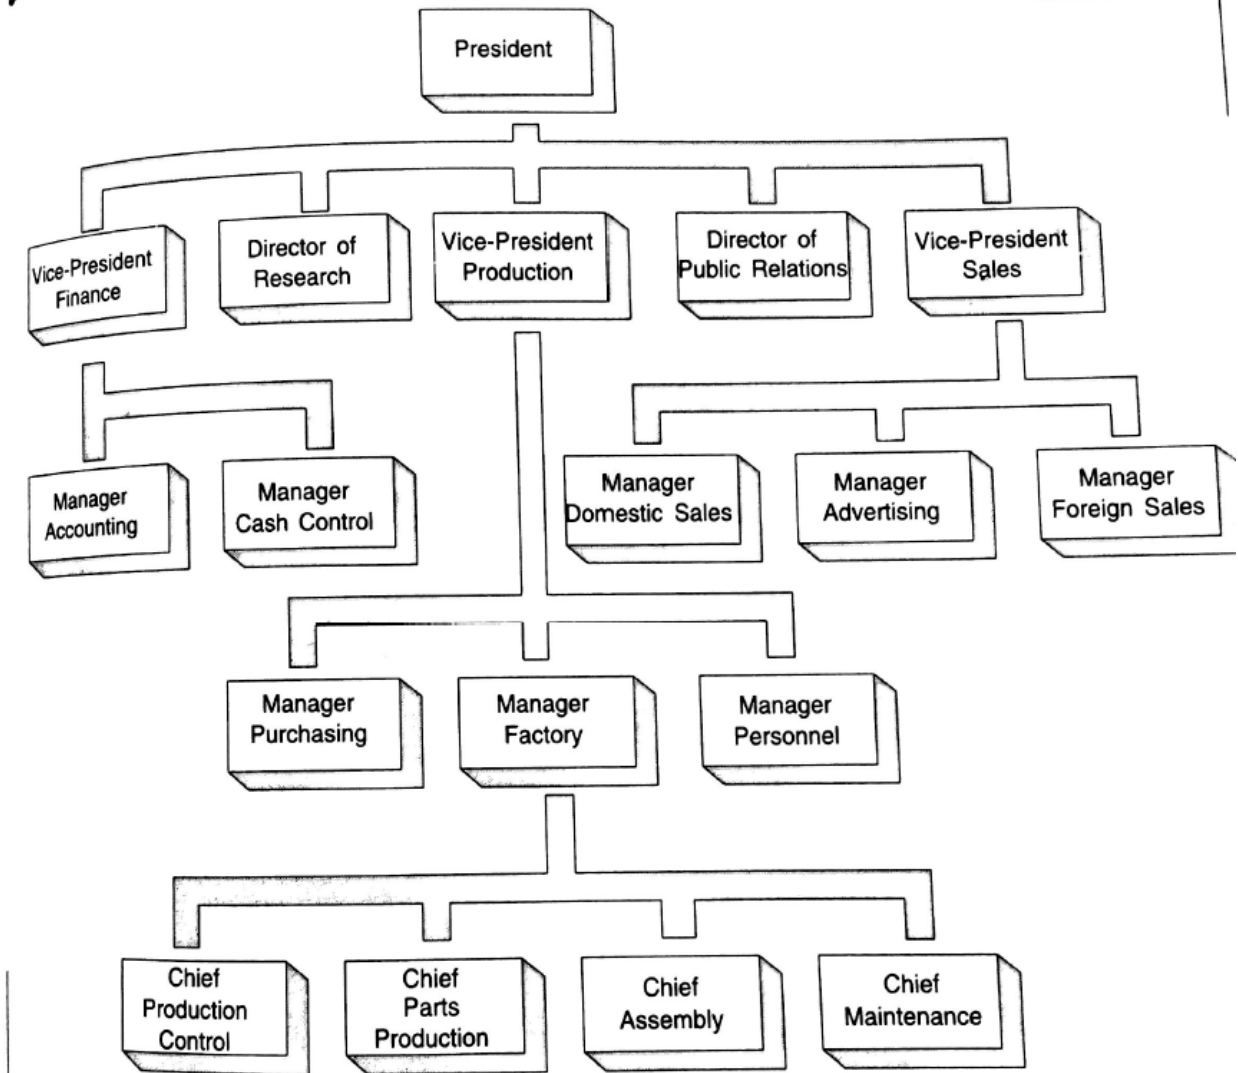 President
Vice-President
Finance
Director of
Research
Vice-President
Production
Director of
Public Relations
Vice-President
Sales
Manager
Accounting
Manager
Cash Control
Manager
Domestic Sales
Manager
Advertising
Manager
Foreign Sales
Manager
Purchasing
Manager
Factory
Manager
Personnel
Chief
Production
Control
Chief
Parts
Production
Chief
Assembly
Chief
Maintenance